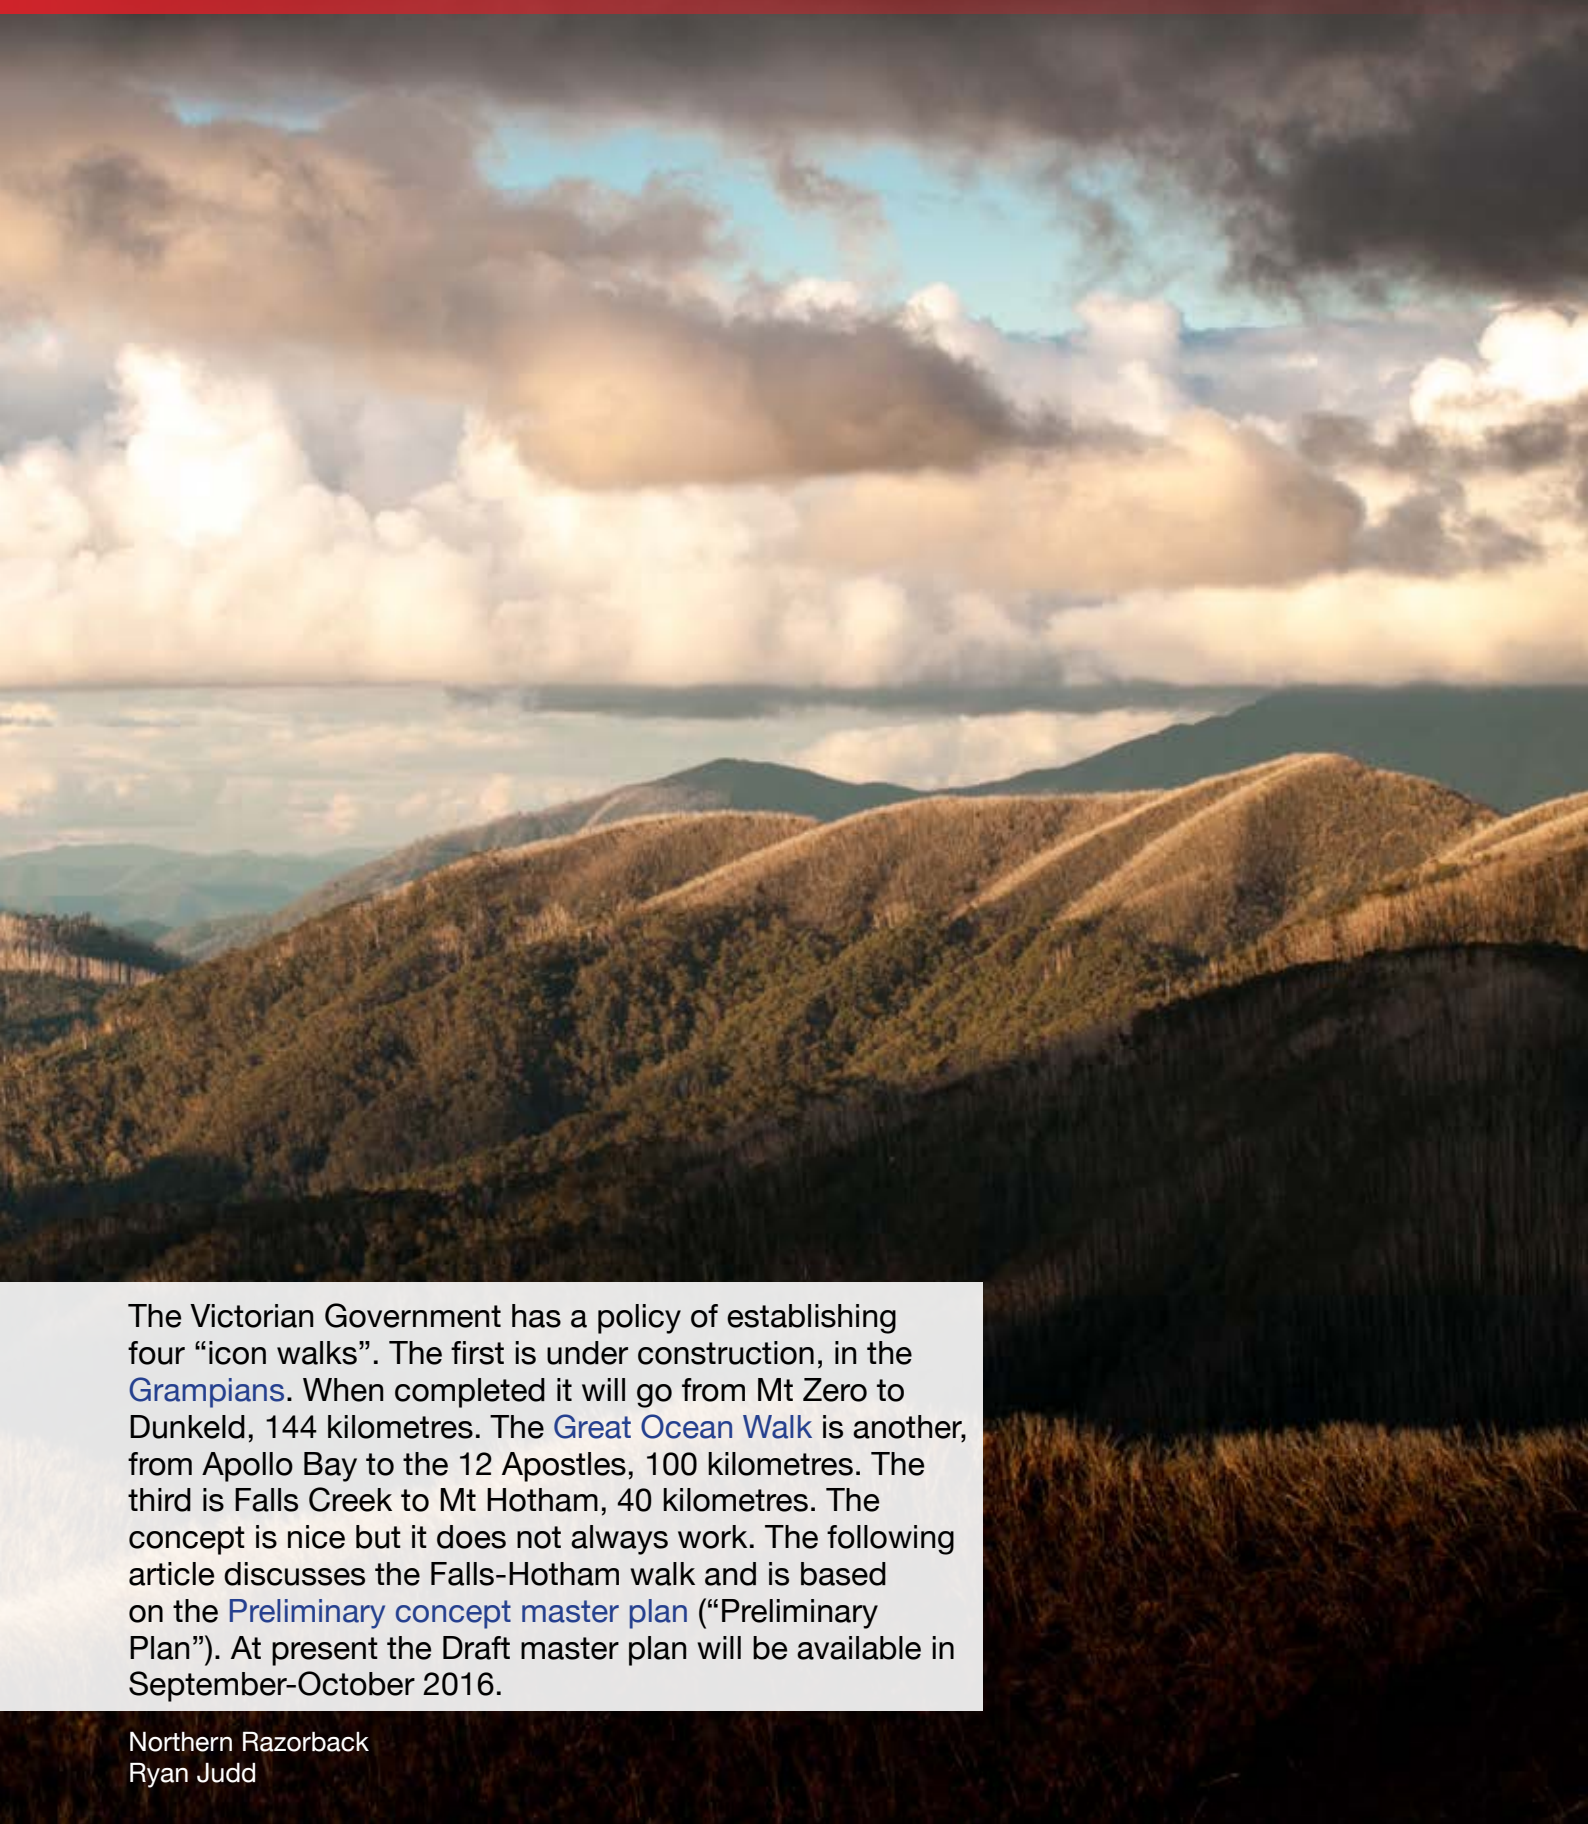 The Victorian Government has a policy of establishing
four “icon walks”. The first is under construction, in the
Grampians. When completed it will go from Mt Zero to
Dunkeld, 144 kilometres. The Great Ocean Walk is another,
from Apollo Bay to the 12 Apostles, 100 kilometres. The
third is Falls Creek to Mt Hotham, 40 kilometres. The
concept is nice but it does not always work. The following
article discusses the Falls-Hotham walk and is based
on the Preliminary concept master plan (“Preliminary
Plan”). At present the Draft master plan will be available in
September-October 2016.
Northern Razorback
Ryan Judd